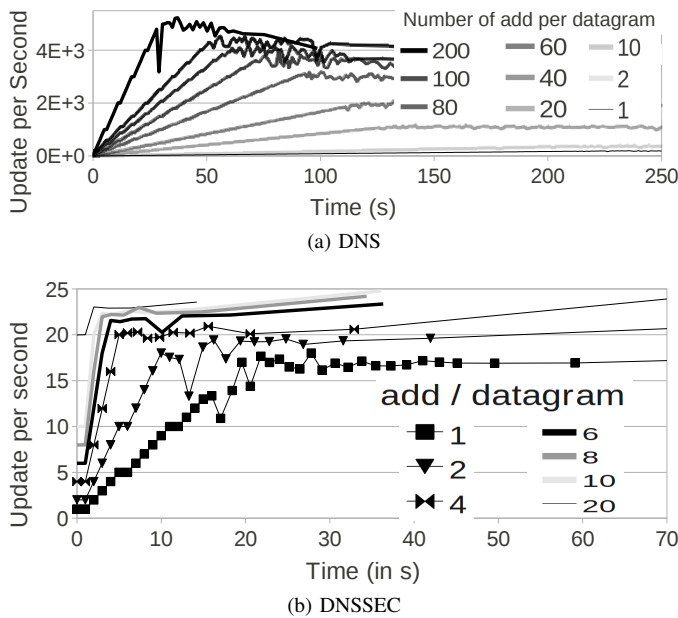 Number of add per datagram
200 60 10
100 40 2
80 20 1
4E+3
2E+3
0E+0
Update per Second
0 50 100 150 200 250
Time (s)
(a) DNS
25
20
15
10
5
0
Update per second
add / datagram
1 6
2 8
4 10
20
0 10 20 30 40 50 60 70
Time (in s)
(b) DNSSEC